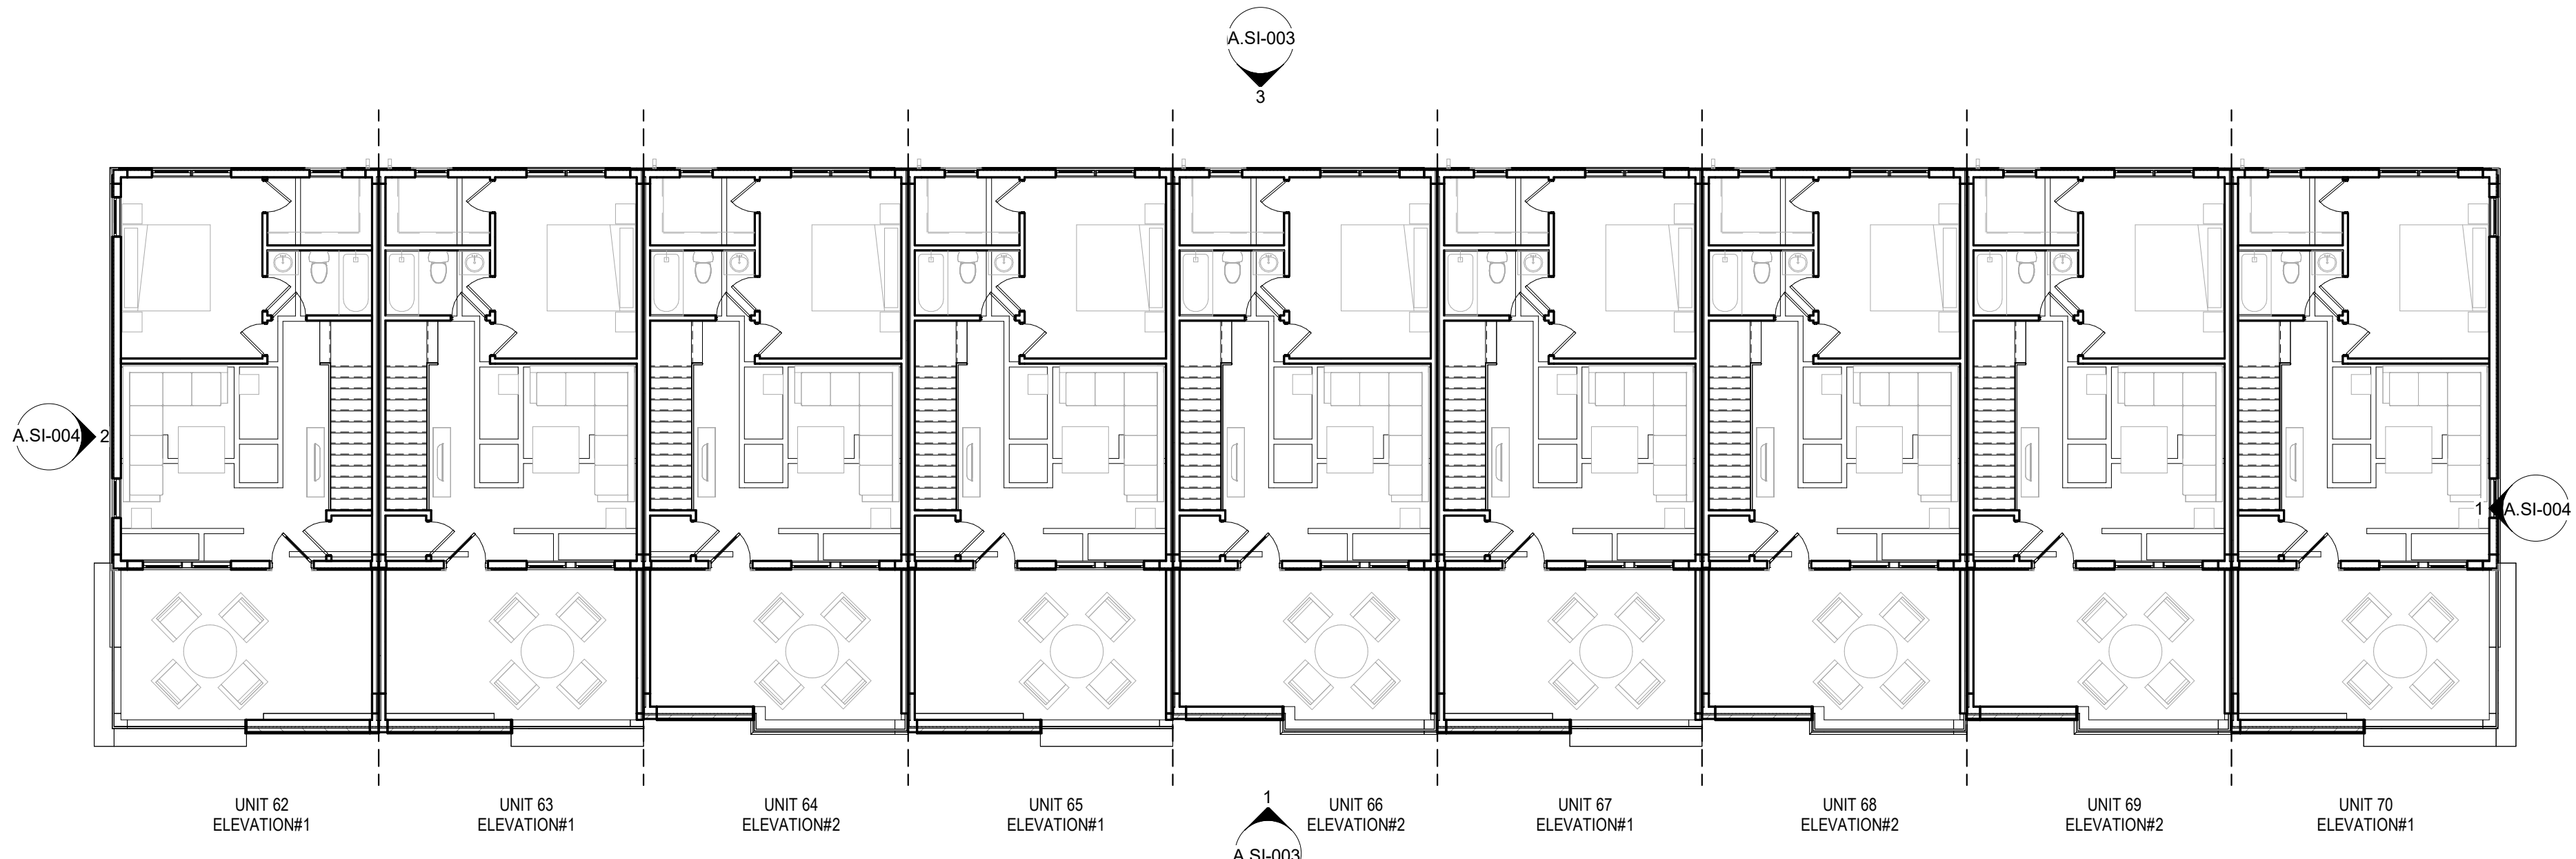 A.SI-003
3
A.SI-004
2
1
A.SI-004
UNIT 62
ELEVATION#1
UNIT 63
ELEVATION#1
UNIT 64
ELEVATION#2
UNIT 65
ELEVATION#1
1
A.SI-003
UNIT 66
ELEVATION#2
UNIT 67
ELEVATION#1
UNIT 68
ELEVATION#2
UNIT 69
ELEVATION#2
UNIT 70
ELEVATION#1